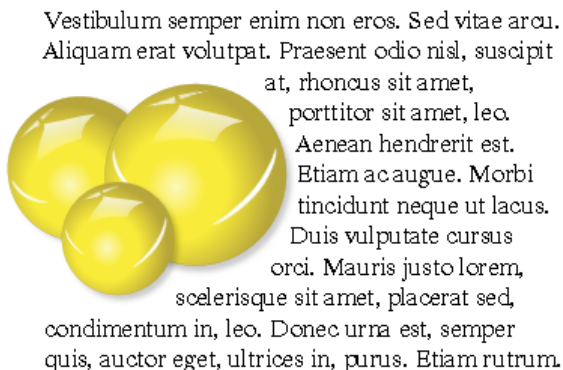 Vestibulum semper enim non eros. Sed vitae arcu.
Aliquam erat volutpat. Praesent odio nisl, suscipit
at, rhoncus sit amet,
porttitor sit amet, leo.
Aenean hendrerit est.
Etiam ac augue. Morbi
tincidunt neque ut lacus.
Duis vulputate cursus
orci. Mauris justo lorem,
scelerisque sit amet, placerat sed,
condimentum in, leo. Donec urna est, semper
quis, auctor eget, ultrices in, purus. Etiam rutrum.